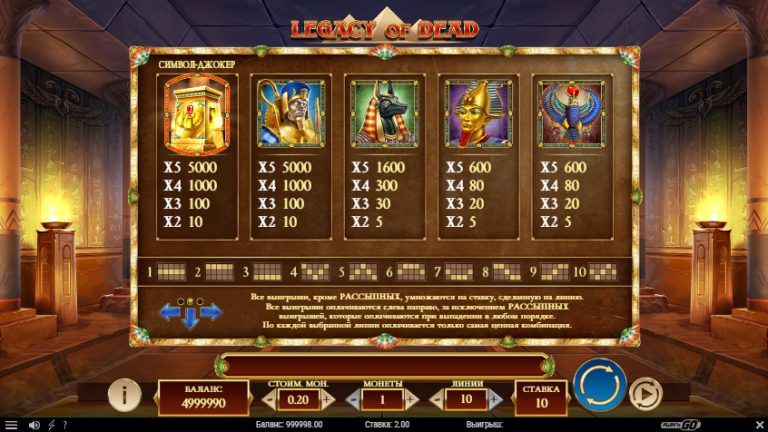 LEGACY OF DEAD
СИМВОЛ-ДЖОКЕР
X5 5000
X4 1000
X3 100
X2 10
X5 5000
X4 1000
X3 100
X2 10
X5 1600
X4 300
X3 30
X2 5
X5 600
X4 80
X3 20
X2 5
X5 600
X4 80
X3 20
X2 5
1 2 3 4 5 6 7 8 9 10
Все выигрыши, кроме РАССЫПНЫХ, умножаются на ставку, сделанную на линию.
Все выигрыши оплачиваются слева направо, за исключением РАССЫПНЫХ
выигрышей, которые оплачиваются при выпадении в любом порядке.
По каждой выбранной линии оплачивается только самая ценная комбинация.
БАЛАНС
4999990
СТОИМ. МОН.
- 0.20 +
МОНЕТЫ
- 1 +
ЛИНИИ
- 10 +
СТАВКА
10
Баланс: 999998.00 Ставка: 2.00 Выигрыш:
PLAY'N GO